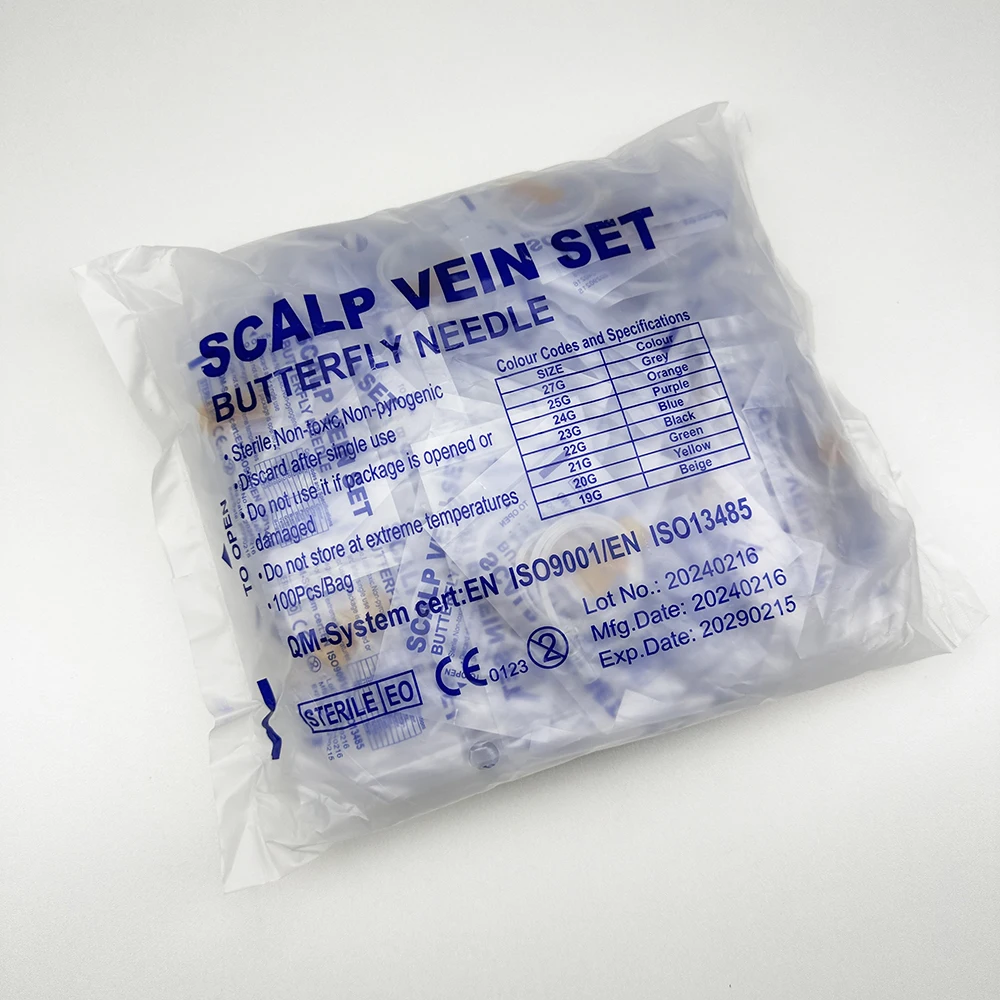 SCALP VEIN SET
BUTTERFLY NEEDLE
• Sterile,Non-toxic,Non-pyrogenic
• Discard after single use
• Do not use it if package is opened or
damaged
• Do not store at extreme temperatures
• 100Pcs/Bag
Colour Codes and Specifications
SIZE Colour
27G Grey
25G Orange
24G Purple
23G Blue
22G Black
21G Green
20G Yellow
19G Beige
TO OPEN
QM-System cert:EN ISO9001/EN ISO13485
STERILE EO
CE 0123
2
Lot No.: 20240216
Mfg.Date: 20240216
Exp.Date: 20290215